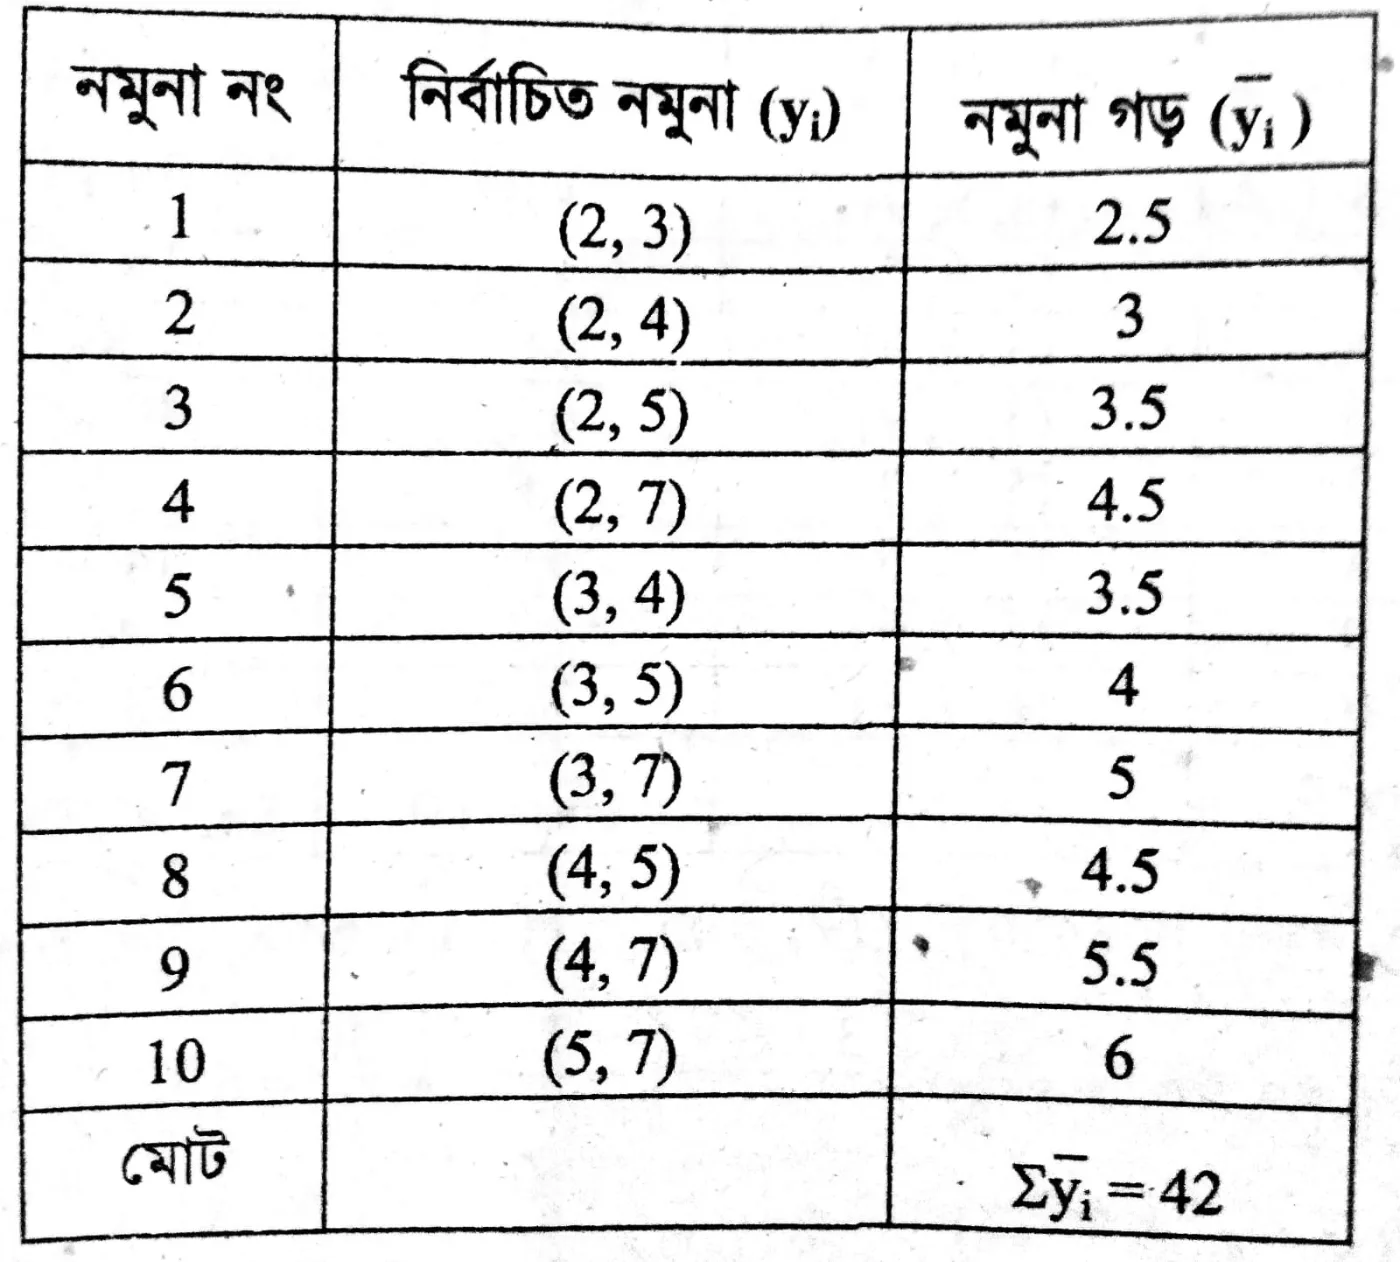 নমুনা নং নির্বাচিত নমুনা (yᵢ) নমুনা গড় (y̅ᵢ)
1 (2, 3) 2.5
2 (2, 4) 3
3 (2, 5) 3.5
4 (2, 7) 4.5
5 (3, 4) 3.5
6 (3, 5) 4
7 (3, 7) 5
8 (4, 5) 4.5
9 (4, 7) 5.5
10 (5, 7) 6
মোট Σy̅ᵢ = 42